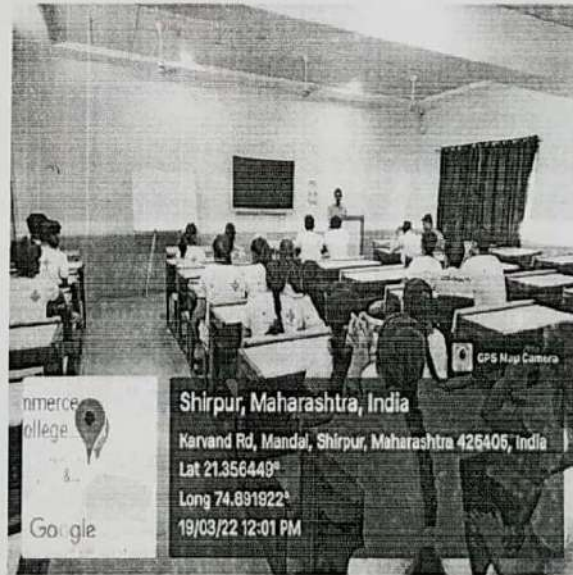 GPS Map Camera
nmerce
ollege
&
Google
Shirpur, Maharashtra, India
Karvand Rd, Mandal, Shirpur, Maharashtra 425405, India
Lat 21.356449°
Long 74.891922°
19/03/22 12:01 PM